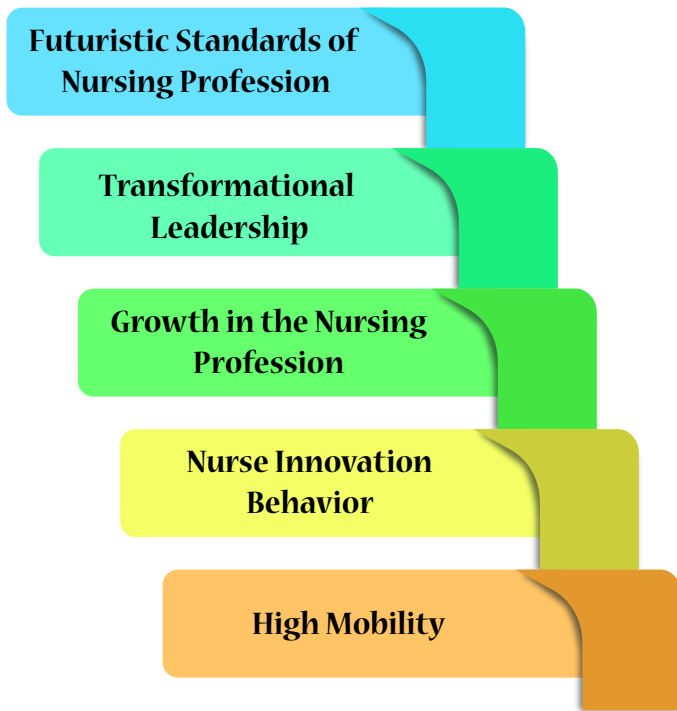 Futuristic Standards of
Nursing Profession
Transformational
Leadership
Growth in the Nursing
Profession
Nurse Innovation
Behavior
High Mobility